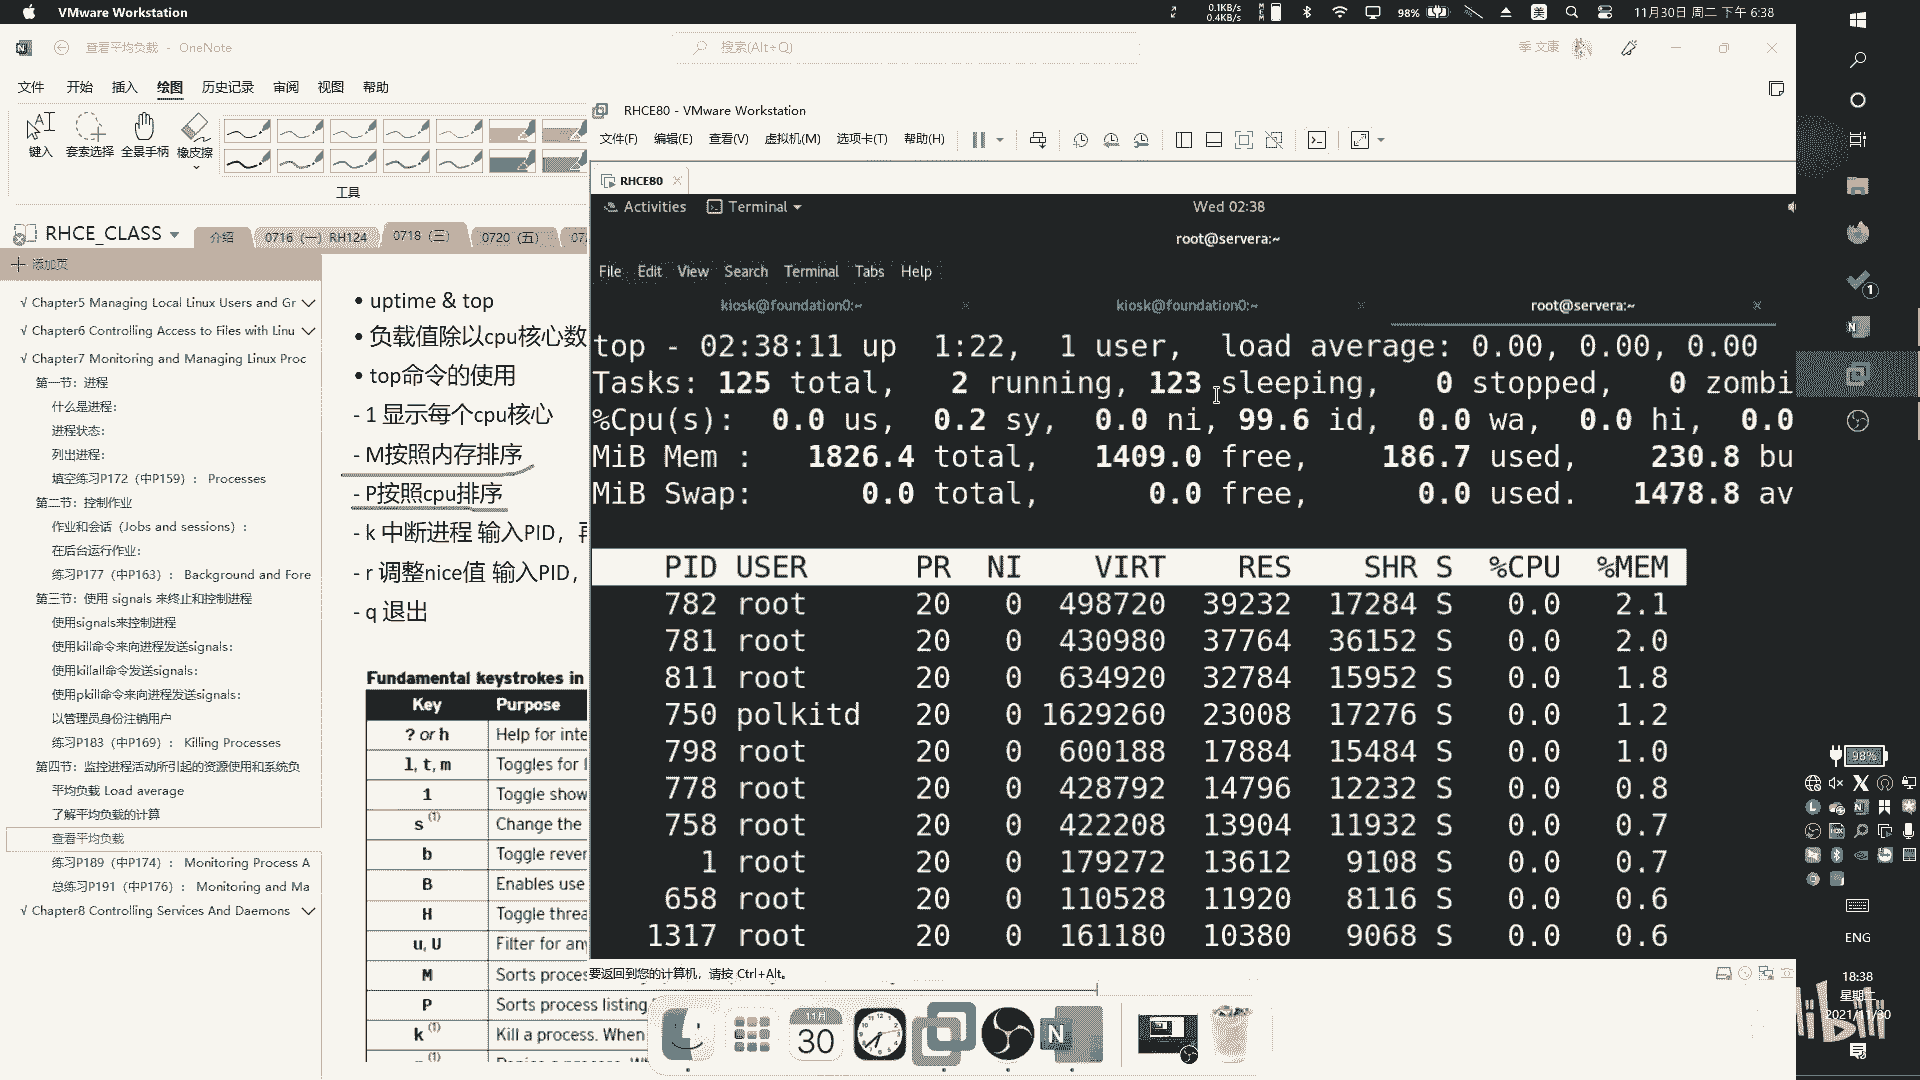 VMware Workstation
0.1KB/s
0.4KB/s
98%
美
11月30日 周二 下午 6:38
查看平均负载 - OneNote
搜索(Alt+Q)
季 文康
文件 开始 插入 绘图 历史记录 审阅 视图 帮助
键入 套索选择 全景手柄 橡皮擦
工具
RHCE_CLASS
介绍
0716（一）RH124
0718（三）
0720（五）
添加页
√ Chapter5 Managing Local Linux Users and Gr
√ Chapter6 Controlling Access to Files with Linu
√ Chapter7 Monitoring and Managing Linux Proc
第一节：进程
什么是进程：
进程状态：
列出进程：
填空练习P172（中P159）： Processes
第二节：控制作业
作业和会话（Jobs and sessions）：
在后台运行作业：
练习P177（中P163）： Background and Fore
第三节：使用 signals 来终止和控制进程
使用signals来控制进程
使用kill命令来向进程发送signals：
使用killall命令发送signals：
使用pkill命令来向进程发送signals：
以管理员身份注销用户
练习P183（中P169）： Killing Processes
第四节：监控进程活动所引起的资源使用和系统负
平均负载 Load average
了解平均负载的计算
查看平均负载
练习P189（中P174）： Monitoring Process A
总练习P191（中P176）： Monitoring and Ma
√ Chapter8 Controlling Services And Daemons
• uptime & top
• 负载值除以cpu核心数
• top命令的使用
- 1 显示每个cpu核心
- M按照内存排序
- P按照cpu排序
- k 中断进程 输入PID，
- r 调整nice值 输入PID，
- q 退出
Fundamental keystrokes in
Key Purpose
? or h Help for inte
l, t, m Toggles for
1 Toggle show
s (1) Change the
b Toggle rever
B Enables use
H Toggle threa
u, U Filter for any
M Sorts proces
P Sorts process listing
k (1) Kill a process. When
RHCE80 - VMware Workstation
文件(F) 编辑(E) 查看(V) 虚拟机(M) 选项卡(T) 帮助(H)
RHCE80
Activities Terminal Wed 02:38
root@servera:~
File Edit View Search Terminal Tabs Help
kiosk@foundation0:~ kiosk@foundation0:~ root@servera:~
top - 02:38:11 up 1:22, 1 user, load average: 0.00, 0.00, 0.00
Tasks: 125 total, 2 running, 123 sleeping, 0 stopped, 0 zombi
%Cpu(s): 0.0 us, 0.2 sy, 0.0 ni, 99.6 id, 0.0 wa, 0.0 hi, 0.0
MiB Mem : 1826.4 total, 1409.0 free, 186.7 used, 230.8 bu
MiB Swap: 0.0 total, 0.0 free, 0.0 used. 1478.8 av
PID USER PR NI VIRT RES SHR S %CPU %MEM
782 root 20 0 498720 39232 17284 S 0.0 2.1
781 root 20 0 430980 37764 36152 S 0.0 2.0
811 root 20 0 634920 32784 15952 S 0.0 1.8
750 polkitd 20 0 1629260 23008 17276 S 0.0 1.2
798 root 20 0 600188 17884 15484 S 0.0 1.0
778 root 20 0 428792 14796 12232 S 0.0 0.8
758 root 20 0 422208 13904 11932 S 0.0 0.7
1 root 20 0 179272 13612 9108 S 0.0 0.7
658 root 20 0 110528 11920 8116 S 0.0 0.6
1317 root 20 0 161180 10380 9068 S 0.0 0.6
要返回到您的计算机，请按 Ctrl+Alt。
11月
30
N
1
98%
ENG
18:38
星期二
2021/11/30